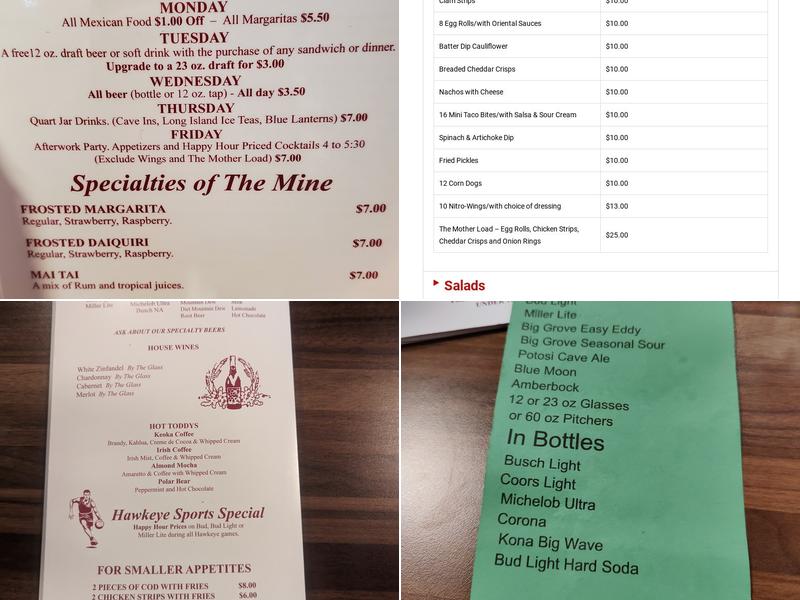 MONDAY
All Mexican Food $1.00 Off – All Margaritas $5.50
TUESDAY
A free12 oz. draft beer or soft drink with the purchase of any sandwich or dinner.
Upgrade to a 23 oz. draft for $3.00
WEDNESDAY
All beer (bottle or 12 oz. tap) - All day $3.50
THURSDAY
Quart Jar Drinks. (Cave Ins, Long Island Ice Teas, Blue Lanterns) $7.00
FRIDAY
Afterwork Party. Appetizers and Happy Hour Priced Cocktails 4 to 5:30
(Exclude Wings and The Mother Load) $7.00
Specialties of The Mine
FROSTED MARGARITA $7.00
Regular, Strawberry, Raspberry.
FROSTED DAIQUIRI $7.00
Regular, Strawberry, Raspberry.
MAI TAI $7.00
A mix of Rum and tropical juices.
Clam Strips $10.00
8 Egg Rolls/with Oriental Sauces $10.00
Batter Dip Cauliflower $10.00
Breaded Cheddar Crisps $10.00
Nachos with Cheese $10.00
16 Mini Taco Bites/with Salsa & Sour Cream $10.00
Spinach & Artichoke Dip $10.00
Fried Pickles $10.00
12 Corn Dogs $10.00
10 Nitro-Wings/with choice of dressing $13.00
The Mother Load – Egg Rolls, Chicken Strips, $25.00
Cheddar Crisps and Onion Rings
Salads
Miller Lite Michelob Ultra Mountain Dew Milk
Busch NA Diet Mountain Dew Lemonade
Root Beer Hot Chocolate
ASK ABOUT OUR SPECIALTY BEERS
HOUSE WINES
White Zinfandel By The Glass
Chardonnay By The Glass
Cabernet By The Glass
Merlot By The Glass
HOT TODDYS
Keoka Coffee
Brandy, Kahlua, Creme de Cocoa & Whipped Cream
Irish Coffee
Irish Mist, Coffee & Whipped Cream
Almond Mocha
Amaretto & Coffee with Whipped Cream
Polar Bear
Peppermint and Hot Chocolate
Hawkeye Sports Special
Happy Hour Prices on Bud, Bud Light or
Miller Lite during all Hawkeye games.
FOR SMALLER APPETITES
2 PIECES OF COD WITH FRIES $8.00
2 CHICKEN STRIPS WITH FRIES $6.00
Bud Light
Miller Lite
Big Grove Easy Eddy
Big Grove Seasonal Sour
Potosi Cave Ale
Blue Moon
Amberbock
12 or 23 oz Glasses
or 60 oz Pitchers
In Bottles
Busch Light
Coors Light
Michelob Ultra
Corona
Kona Big Wave
Bud Light Hard Soda